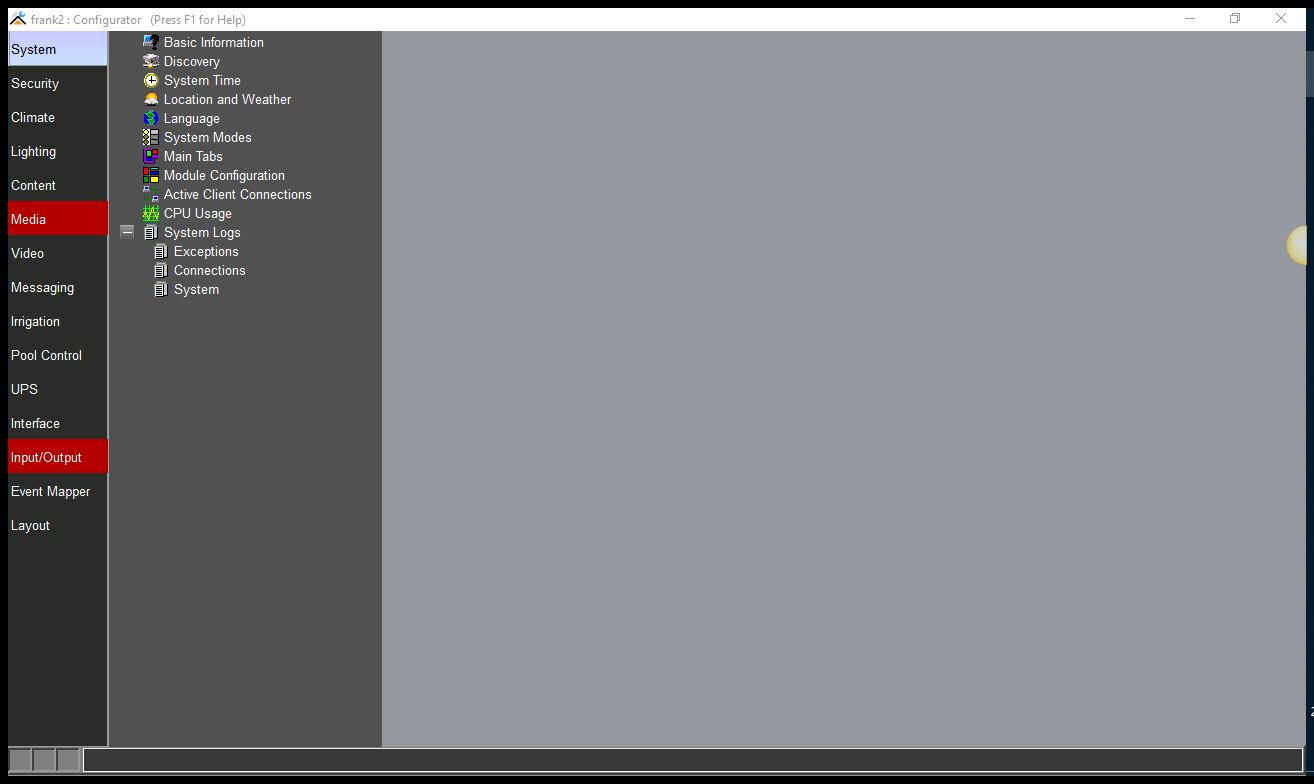 frank2 : Configurator (Press F1 for Help)
System
Security
Climate
Lighting
Content
Media
Video
Messaging
Irrigation
Pool Control
UPS
Interface
Input/Output
Event Mapper
Layout
Basic Information
Discovery
System Time
Location and Weather
Language
System Modes
Main Tabs
Module Configuration
Active Client Connections
CPU Usage
System Logs
Exceptions
Connections
System